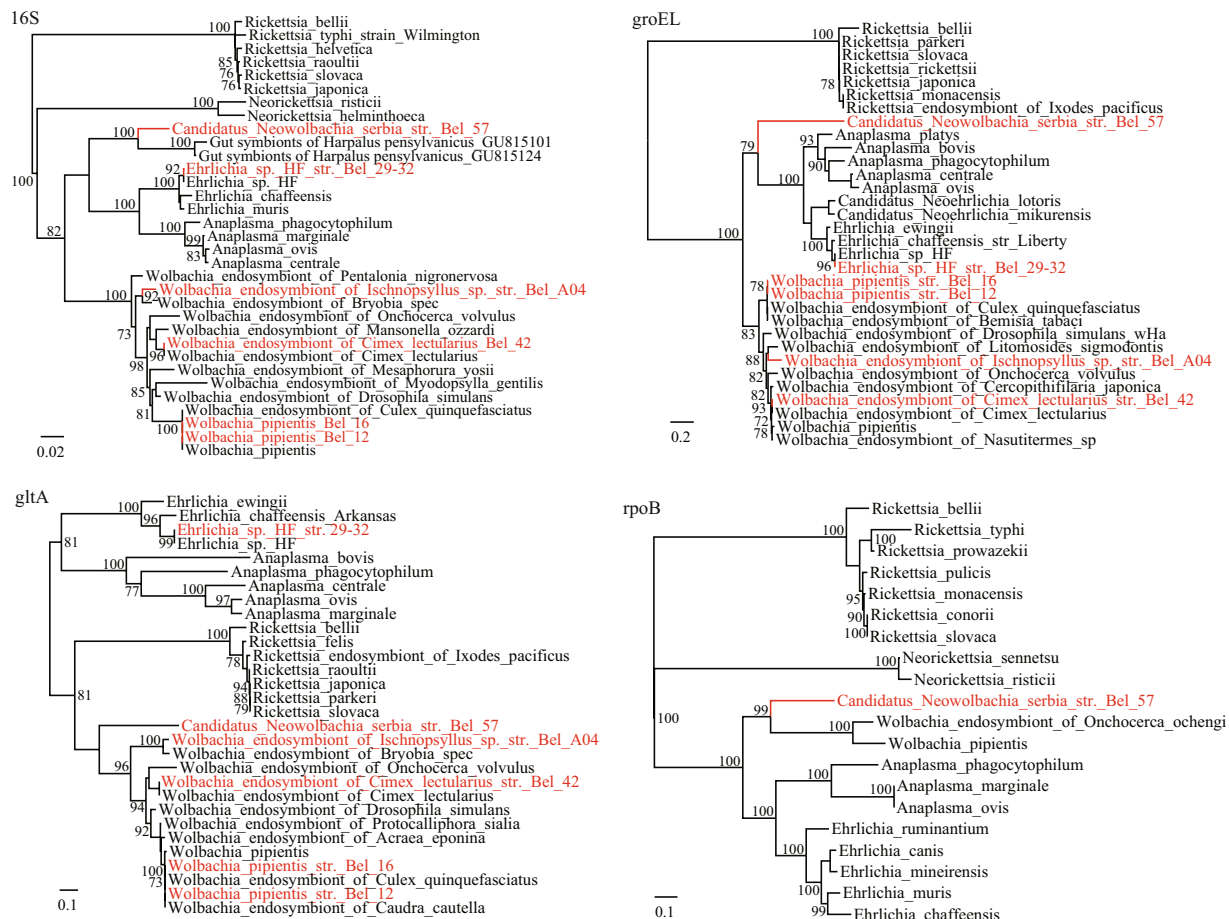 16S
Rickettsia_bellii
100
Rickettsia_typhi_strain_Wilmington
Rickettsia_helvetica
85
Rickettsia_raoultii
76
Rickettsia_slovaca
76
Rickettsia_japonica
100
Neorickettsia_risticii
Neorickettsia_helminthoeca
100
Candidatus_Neowolbachia_serbia_str._Bel_57
100
Gut symbionts of Harpalus pensylvanicus_GU815101
Gut symbionts of Harpalus pensylvanicus_GU815124
92
Ehrlichia_sp._HF_str._Bel_29-32
100
100
Ehrlichia_sp._HF
Ehrlichia_chaffeensis
100
Ehrlichia_muris
100
Anaplasma_phagocytophilum
82
99
Anaplasma_marginale
83
Anaplasma_ovis
Anaplasma_centrale
Wolbachia_endosymbiont_of_Pentalonia_nigronervosa
100
Wolbachia_endosymbiont_of_Ischnopsyllus_sp._str._Bel_A04
92
Wolbachia_endosymbiont_of_Bryobia_spec
Wolbachia_endosymbiont_of_Onchocerca_volvulus
73
Wolbachia_endosymbiont_of_Mansonella_ozzardi
Wolbachia_endosymbiont_of_Cimex_lectularius_Bel_42
96
Wolbachia_endosymbiont_of_Cimex_lectularius
98
Wolbachia_endosymbiont_of_Mesaphorura_yosii
Wolbachia_endosymbiont_of_Myodopsylla_gentilis
85
Wolbachia_endosymbiont_of_Drosophila_simulans
81
Wolbachia_endosymbiont_of_Culex_quinquefasciatus
Wolbachia_pipientis_Bel_16
100
Wolbachia_pipientis_Bel_12
Wolbachia_pipientis
0.02
groEL
Rickettsia_bellii
100
Rickettsia_parkeri
Rickettsia_slovaca
Rickettsia_rickettsii
78
Rickettsia_japonica
Rickettsia_monacensis
Rickettsia_endosymbiont_of_Ixodes_pacificus
Candidatus_Neowolbachia_serbia_str._Bel_57
93
Anaplasma_platys
79
Anaplasma_bovis
90
Anaplasma_phagocytophilum
100
Anaplasma_centrale
Anaplasma_ovis
Candidatus_Neoehrlichia_lotoris
Candidatus_Neoehrlichia_mikurensis
Ehrlichia_ewingii
100
100
Ehrlichia_chaffeensis_str_Liberty
Ehrlichia_sp_HF
96
Ehrlichia_sp._HF_str._Bel_29-32
Wolbachia_pipientis_str._Bel_16
78
Wolbachia_pipientis_str._Bel_12
Wolbachia_endosymbiont_of_Culex_quinquefasciatus
Wolbachia_endosymbiont_of_Bemisia_tabaci
83
Wolbachia_endosymbiont_of_Drosophila_simulans_wHa
Wolbachia_endosymbiont_of_Litomosides_sigmodontis
88
Wolbachia_endosymbiont_of_Ischnopsyllus_sp._str._Bel_A04
82
Wolbachia_endosymbiont_of_Onchocerca_volvulus
82
Wolbachia_endosymbiont_of_Cercopithifilaria_japonica
93
Wolbachia_endosymbiont_of_Cimex_lectularius_str._Bel_42
72
Wolbachia_endosymbiont_of_Cimex_lectularius
78
Wolbachia_pipientis
Wolbachia_endosymbiont_of_Nasutitermes_sp
0.2
gltA
Ehrlichia_ewingii
100
96
Ehrlichia_chaffeensis_Arkansas
Ehrlichia_sp._HF_str. 29-32
81
99
Ehrlichia_sp._HF
Anaplasma_bovis
100
Anaplasma_phagocytophilum
77
100
Anaplasma_centrale
97
Anaplasma_ovis
Anaplasma_marginale
Rickettsia_bellii
100
Rickettsia_felis
78
Rickettsia_endosymbiont_of_Ixodes_pacificus
Rickettsia_raoultii
94
Rickettsia_japonica
81
88
Rickettsia_parkeri
79
Rickettsia_slovaca
Candidatus_Neowolbachia_serbia_str._Bel_57
100
Wolbachia_endosymbiont_of_Ischnopsyllus_sp._str._Bel_A04
Wolbachia_endosymbiont_of_Bryobia_spec
96
Wolbachia_endosymbiont_of_Onchocerca_volvulus
Wolbachia_endosymbiont_of_Cimex_lectularius_str._Bel_42
Wolbachia_endosymbiont_of_Cimex_lectularius
94
Wolbachia_endosymbiont_of_Drosophila_simulans
92
Wolbachia_endosymbiont_of_Protocalliphora_sialia
Wolbachia_endosymbiont_of_Acraea_eponina
Wolbachia_pipientis
100
Wolbachia_pipientis_str._Bel_16
73
Wolbachia_endosymbiont_of_Culex_quinquefasciatus
Wolbachia_pipientis_str._Bel_12
Wolbachia_endosymbiont_of_Caudra_cautella
0.1
rpoB
Rickettsia_bellii
100
Rickettsia_typhi
100
Rickettsia_prowazekii
Rickettsia_pulicis
95
Rickettsia_monacensis
90
Rickettsia_conorii
100
Rickettsia_slovaca
Neorickettsia_sennetsu
100
Neorickettsia_risticii
Candidatus_Neowolbachia_serbia_str._Bel_57
99
100
Wolbachia_endosymbiont_of_Onchocerca_ochengi
100
Wolbachia_pipientis
100
Anaplasma_phagocytophilum
100
100
Anaplasma_marginale
Anaplasma_ovis
100
Ehrlichia_ruminantium
100
Ehrlichia_canis
Ehrlichia_mineirensis
100
Ehrlichia_muris
99
Ehrlichia_chaffeensis
0.1